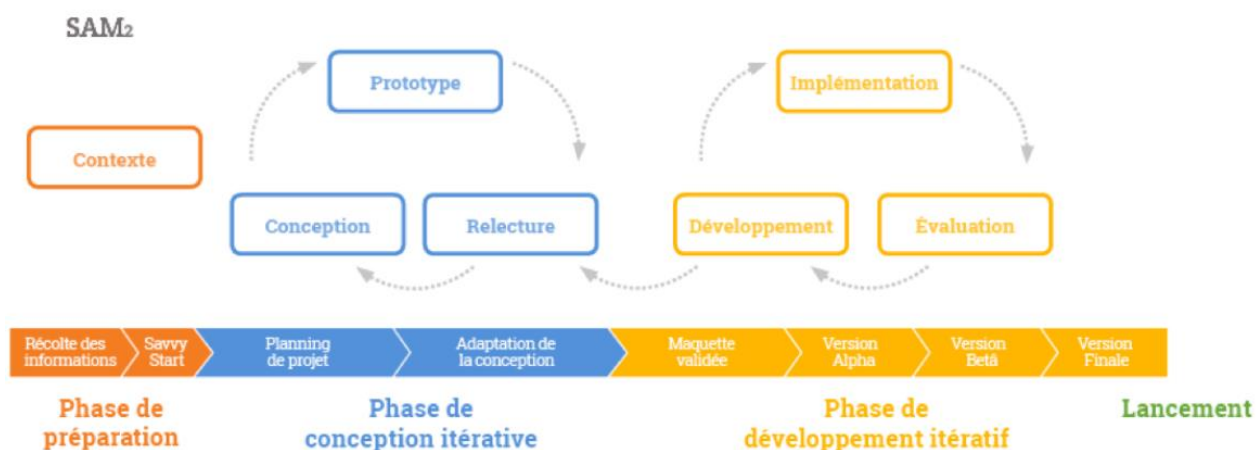 SAM2
Prototype
Implémentation
Contexte
Conception
Relecture
Développement
Évaluation
Récolte des
informations
Savvy
Start
Planning
de projet
Adaptation de
la conception
Maquette
validée
Version
Alpha
Version
Betâ
Version
Finale
Phase de
préparation
Phase de
conception itérative
Phase de
développement itératif
Lancement